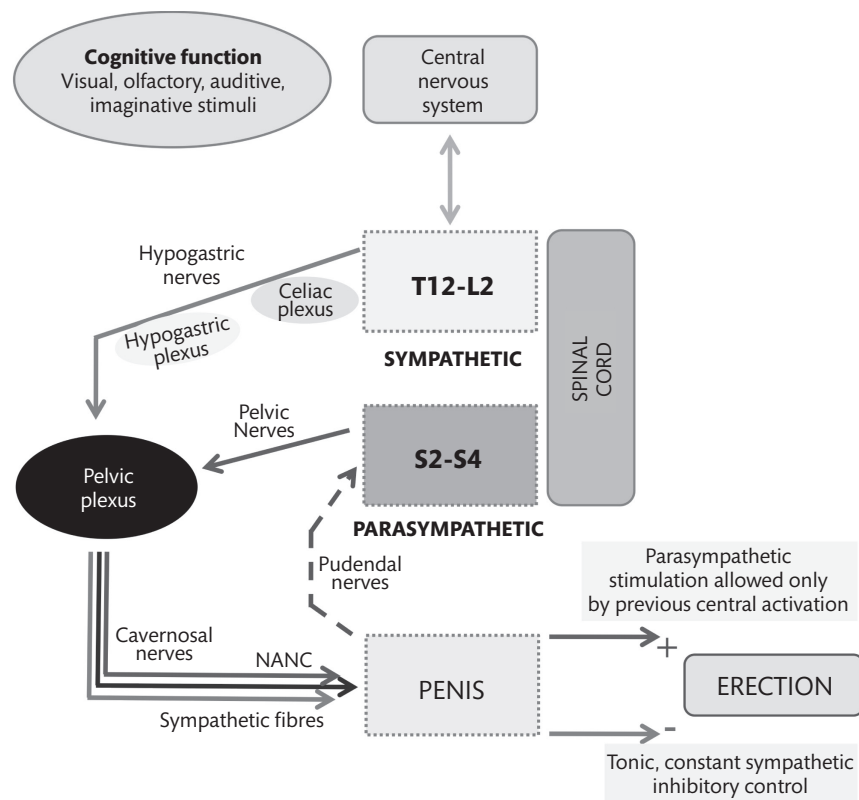 Cognitive function
Visual, olfactory, auditive,
imaginative stimuli
Central
nervous
system
Hypogastric
nerves
Celiac
plexus
Hypogastric
plexus
T12-L2
SYMPATHETIC
SPINAL
CORD
Pelvic
Nerves
S2-S4
PARASYMPATHETIC
Pelvic
plexus
Pudendal
nerves
Cavernosal
nerves
NANC
Sympathetic fibres
PENIS
Parasympathetic
stimulation allowed only
by previous central activation
+
ERECTION
-
Tonic, constant sympathetic
inhibitory control